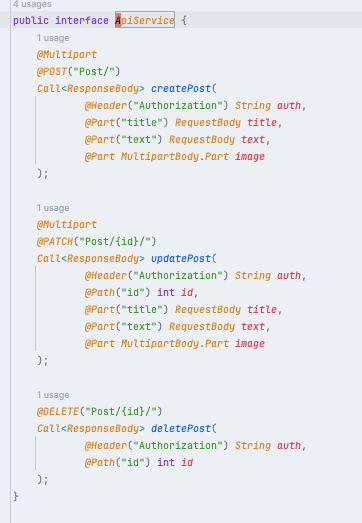 4 usages
public interface ApiService {
1 usage
@Multipart
@POST("Post/")
Call<ResponseBody> createPost(
@Header("Authorization") String auth,
@Part("title") RequestBody title,
@Part("text") RequestBody text,
@Part MultipartBody.Part image
);
1 usage
@Multipart
@PATCH("Post/{id}/")
Call<ResponseBody> updatePost(
@Header("Authorization") String auth,
@Path("id") int id,
@Part("title") RequestBody title,
@Part("text") RequestBody text,
@Part MultipartBody.Part image
);
1 usage
@DELETE("Post/{id}/")
Call<ResponseBody> deletePost(
@Header("Authorization") String auth,
@Path("id") int id
);
}